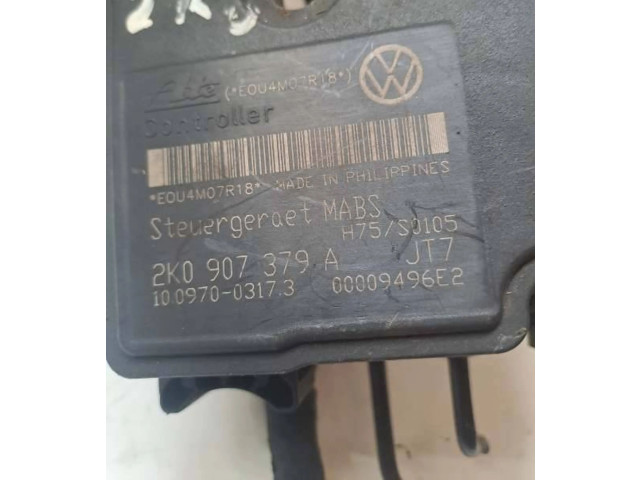 Ate (*EOU4M07R18*)
Controller
*EOU4M07R18* MADE IN PHILIPPINES
Steuergeraet MABS
H75/S0105
2K0 907 379 A JT7
10.0970-0317.3 00009496E2